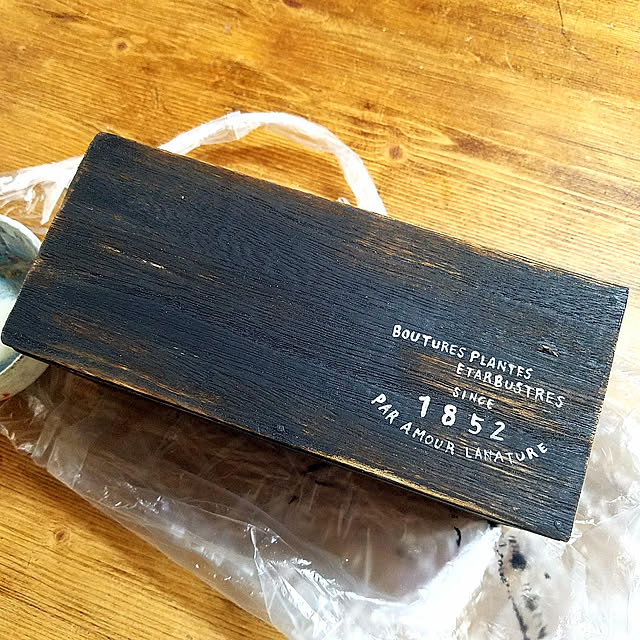 BOUTURES PLANTES
ETARBUSTRES
SINCE
1852
PAR AMOUR LANATURE